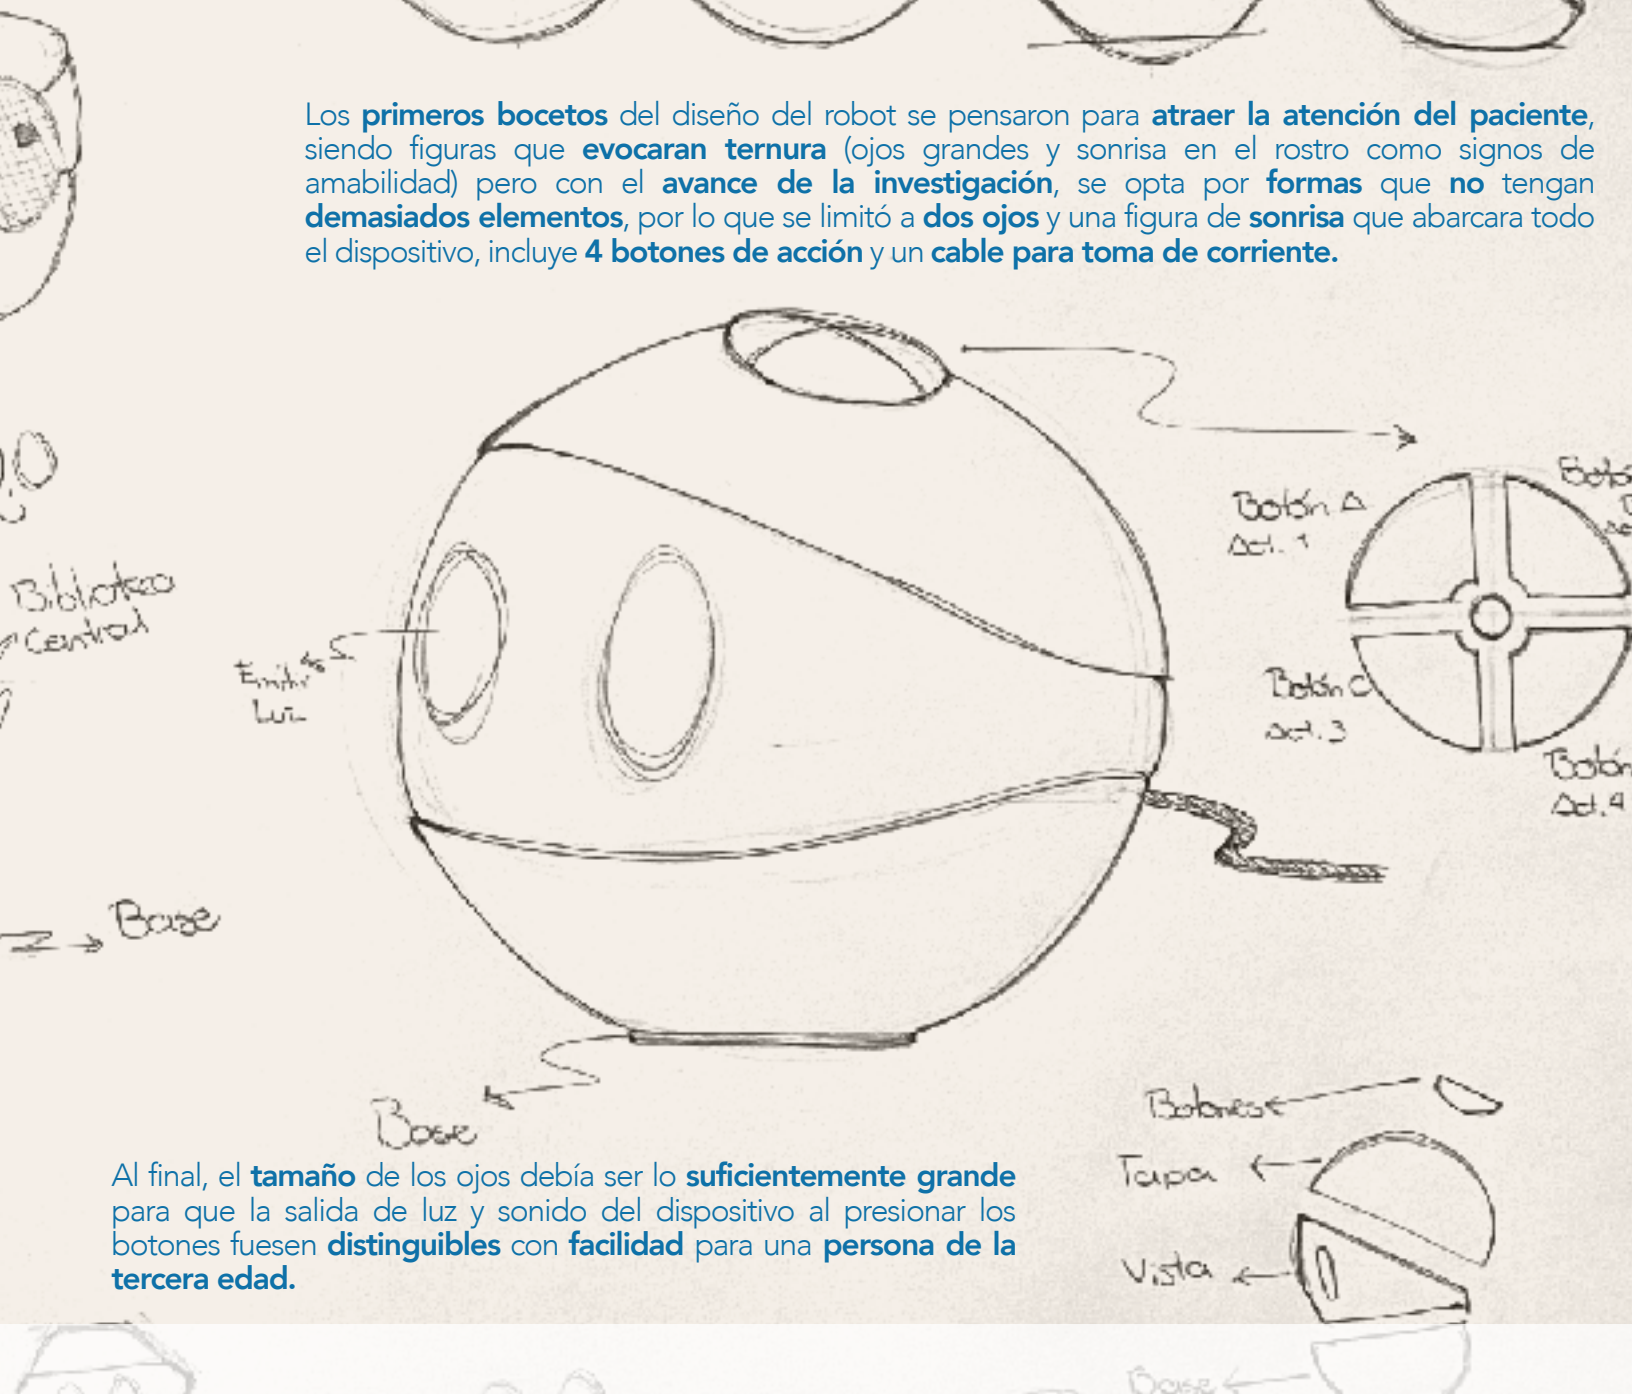 Los primeros bocetos del diseño del robot se pensaron para atraer la atención del paciente,
siendo figuras que evocaran ternura (ojos grandes y sonrisa en el rostro como signos de
amabilidad) pero con el avance de la investigación, se opta por formas que no tengan
demasiados elementos, por lo que se limitó a dos ojos y una figura de sonrisa que abarcara todo
el dispositivo, incluye 4 botones de acción y un cable para toma de corriente.
Botón A
Act. 1
Biblioteca
Central
Luz
Botón C
Act. 3
Botón
Act. 4
Base
Base
Botones
Tapa
Vista
Al final, el tamaño de los ojos debía ser lo suficientemente grande
para que la salida de luz y sonido del dispositivo al presionar los
botones fuesen distinguibles con facilidad para una persona de la
tercera edad.
Base